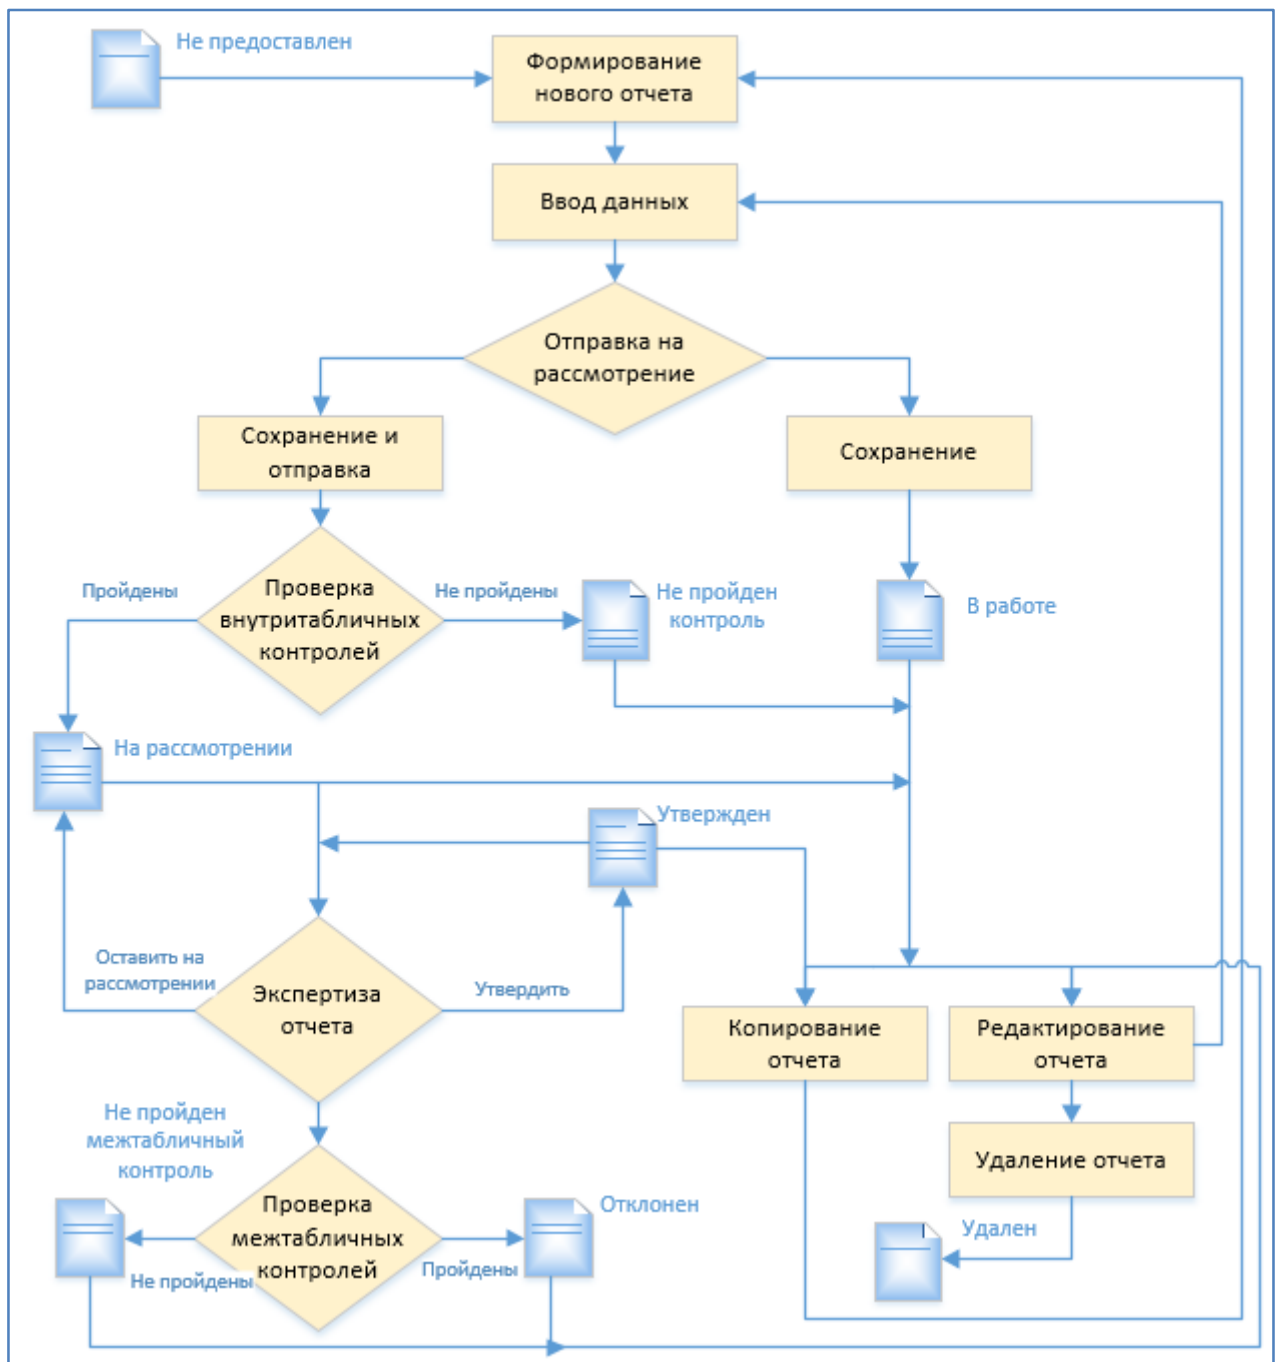 Не предоставлен
Формирование
нового отчета
Ввод данных
Отправка на
рассмотрение
Сохранение и
отправка
Сохранение
Пройдены
Проверка
внутритабличных
контролей
Не пройдены
Не пройден
контроль
В работе
На рассмотрении
Утвержден
Оставить на
рассмотрении
Экспертиза
отчета
Утвердить
Копирование
отчета
Редактирование
отчета
Не пройден
межтабличный
контроль
Удаление отчета
Проверка
межтабличных
контролей
Отклонен
Удален
Не пройдены
Пройдены